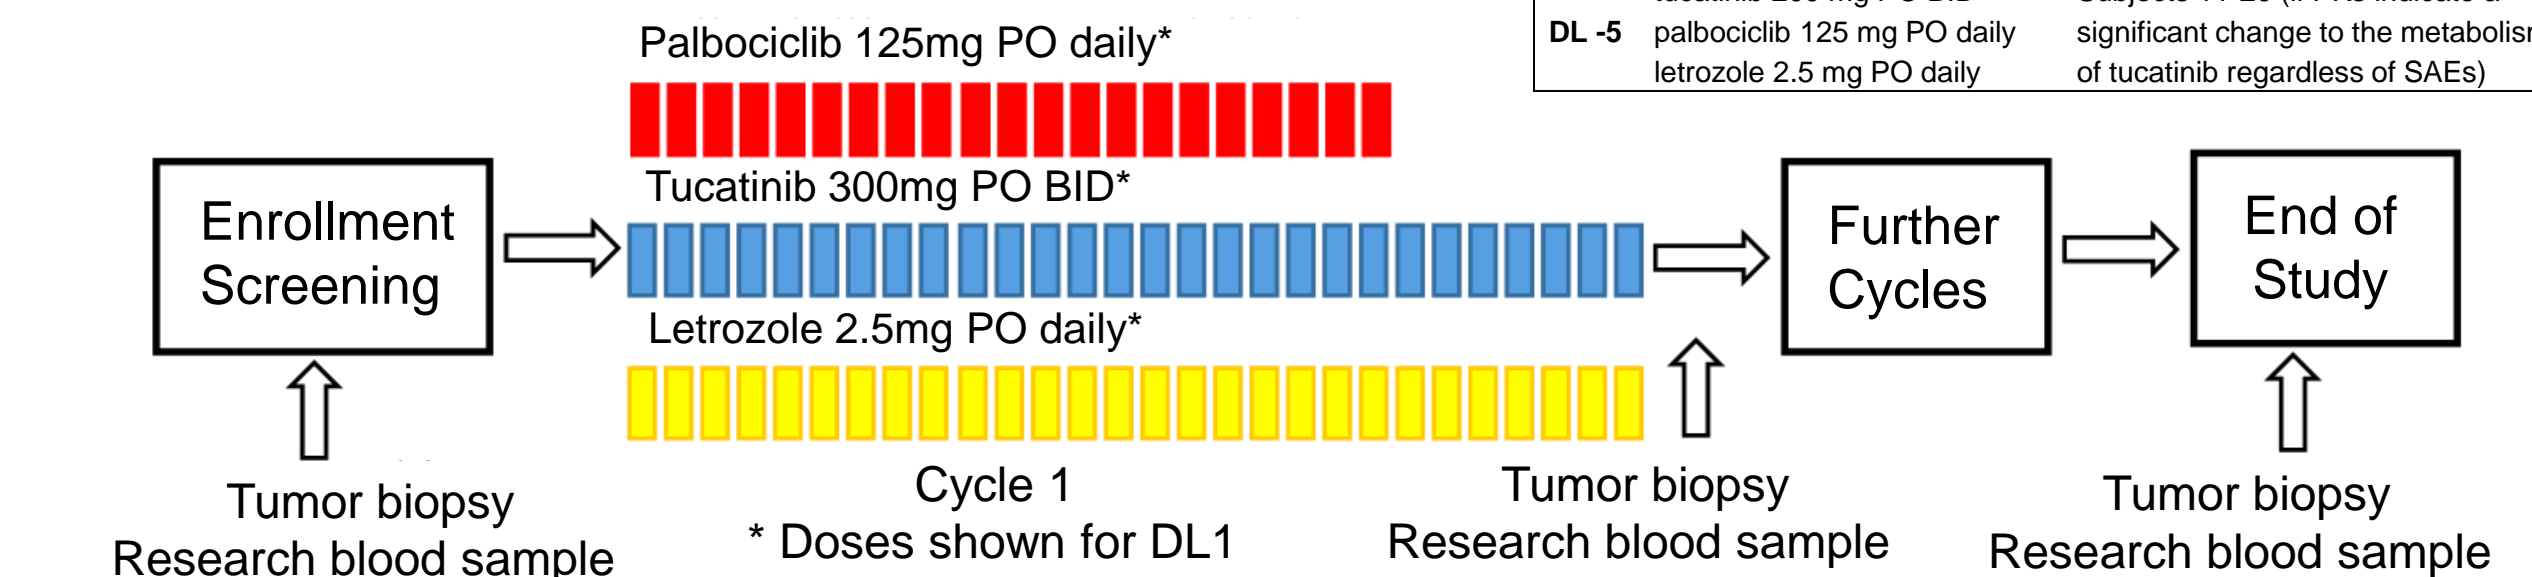 Palbociclib 125mg PO daily*
DL -5 palbociclib 125 mg PO daily significant change to the
letrozole 2.5 mg PO daily of tucatinib regardless of SAEs)
Tucatinib 300mg PO BID*
Enrollment
Screening
Letrozole 2.5mg PO daily*
Further
Cycles
End of
Study
Cycle 1
* Doses shown for DL1
Tumor biopsy
Research blood sample
Tumor biopsy
Research blood sample
Tumor biopsy
Research blood sample